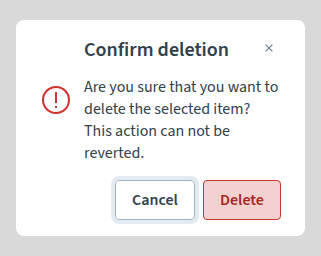 Confirm deletion
Are you sure that you want to
delete the selected item?
This action can not be
reverted.
Cancel Delete